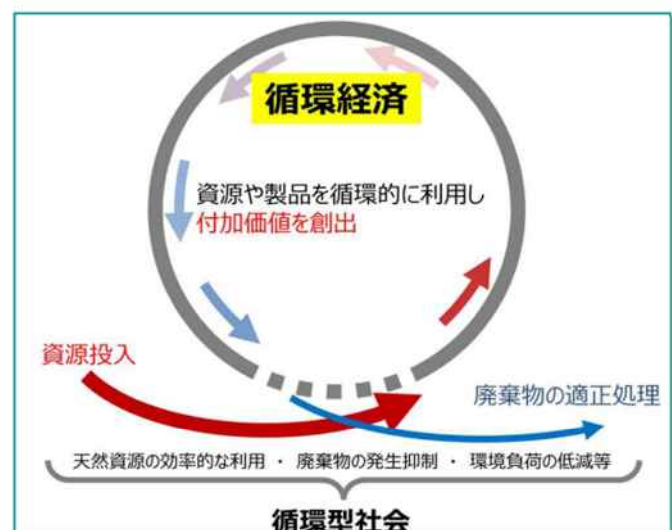 循環経済
資源や製品を循環的に利用し
付加価値を創出
資源投入
廃棄物の適正処理
天然資源の効率的な利用 ・ 廃棄物の発生抑制 ・ 環境負荷の低減等
循環型社会